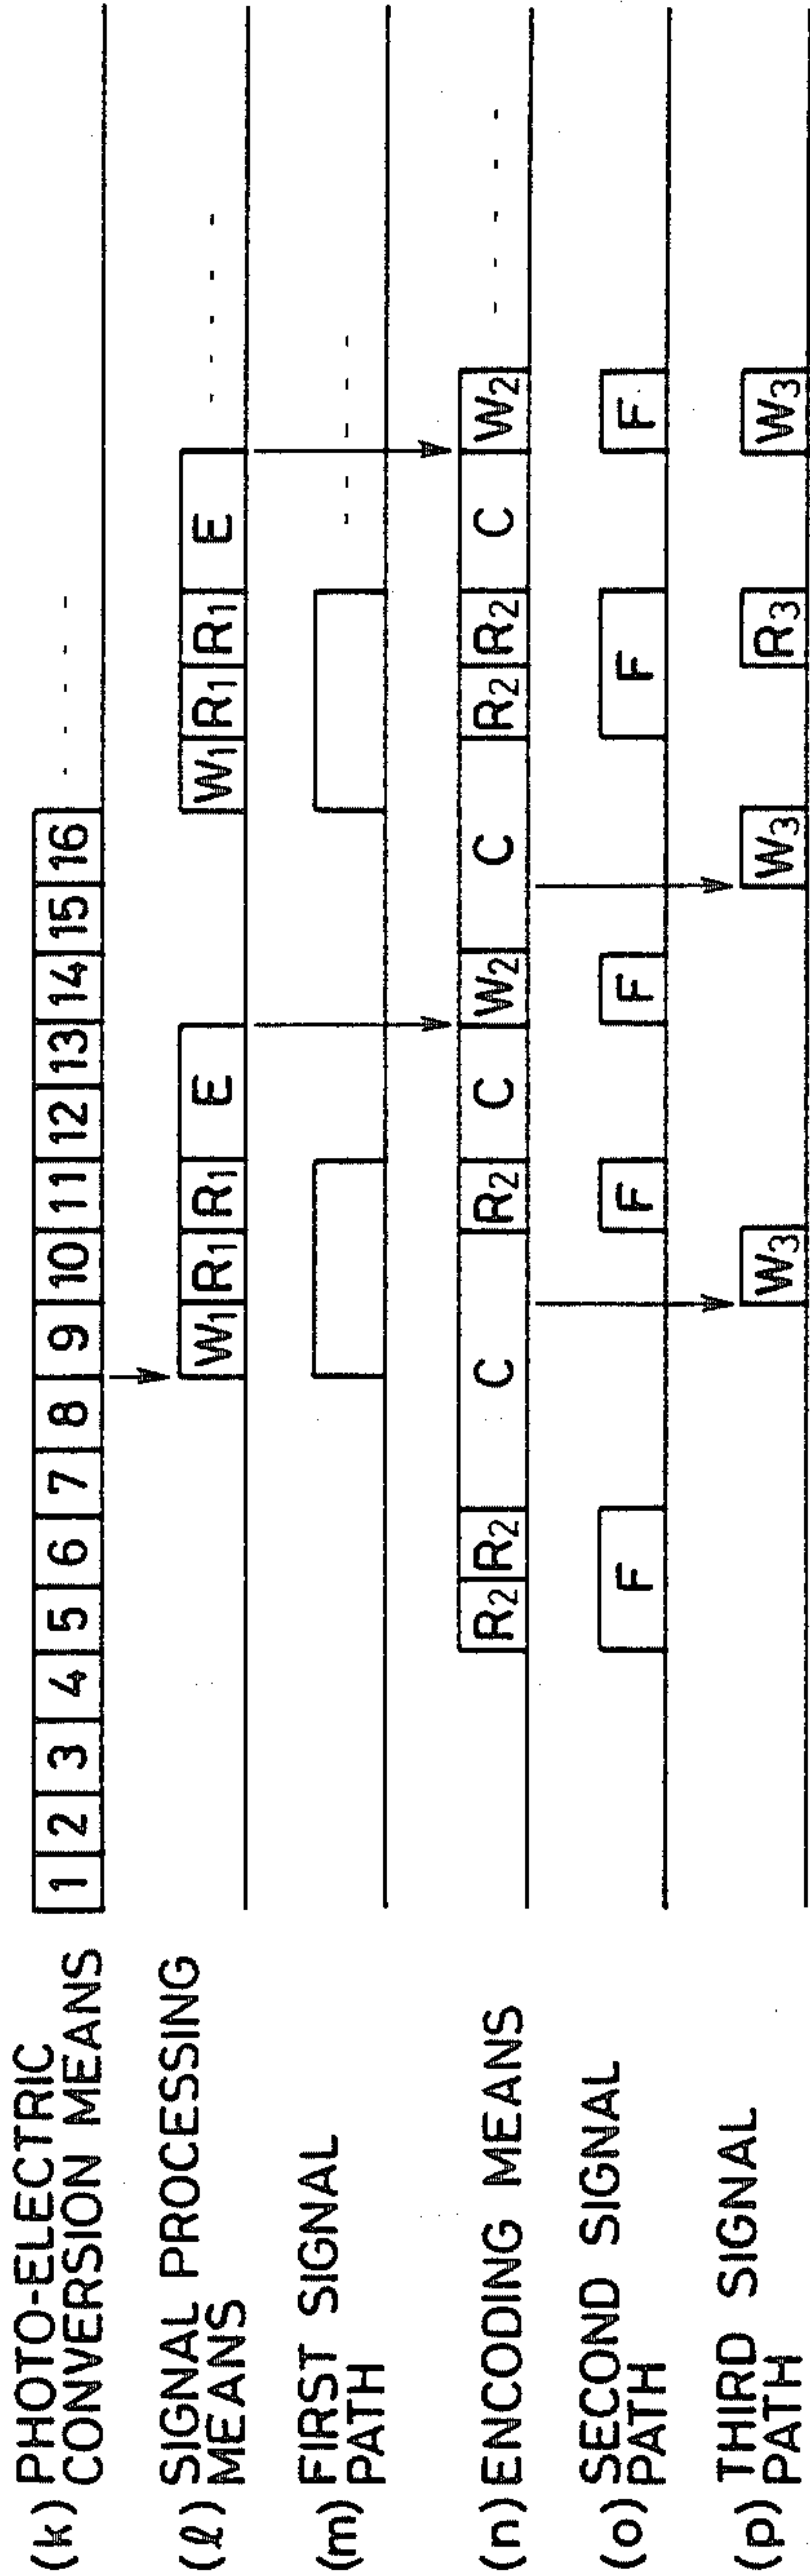 (k) PHOTO-ELECTRIC
CONVERSION MEANS
1 2 3 4 5 6 7 8 9 10 11 12 13 14 15 16
(ℓ) SIGNAL PROCESSING
MEANS
W1 R1 R1 E W1 R1 R1 E
(m) FIRST SIGNAL
PATH
(n) ENCODING MEANS
R2 R2 C R2 C W2 C R2 R2 C W2
(o) SECOND SIGNAL
PATH
F F F F F
(p) THIRD SIGNAL
PATH
W3 W3 R3 W3